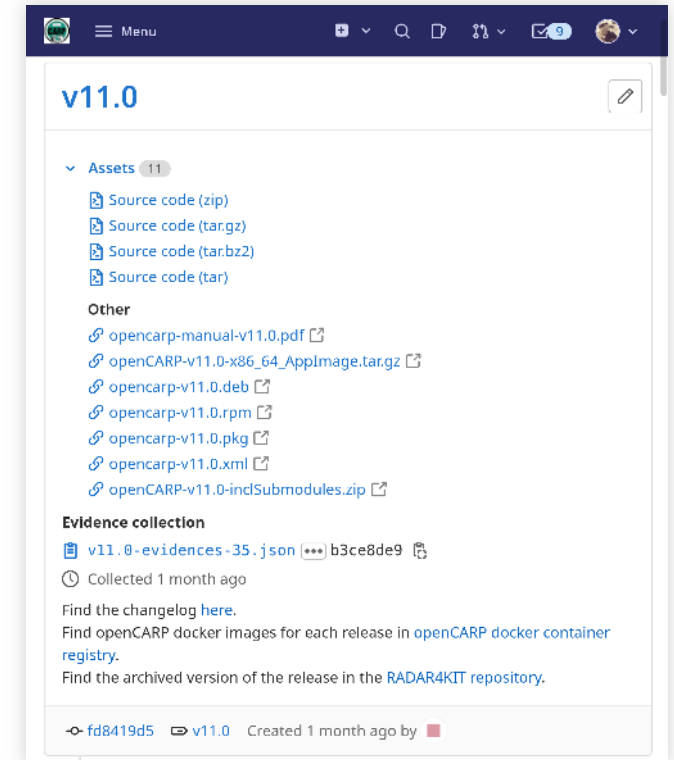 Menu
9
v11.0
Assets 11
Source code (zip)
Source code (tar.gz)
Source code (tar.bz2)
Source code (tar)
Other
opencarp-manual-v11.0.pdf
openCARP-v11.0-x86_64_AppImage.tar.gz
opencarp-v11.0.deb
opencarp-v11.0.rpm
opencarp-v11.0.pkg
opencarp-v11.0.xml
openCARP-v11.0-inclSubmodules.zip
Evidence collection
v11.0-evidences-35.json ••• b3ce8de9
Collected 1 month ago
Find the changelog here.
Find openCARP docker images for each release in openCARP docker container
registry.
Find the archived version of the release in the RADAR4KIT repository.
fd8419d5 v11.0 Created 1 month ago by